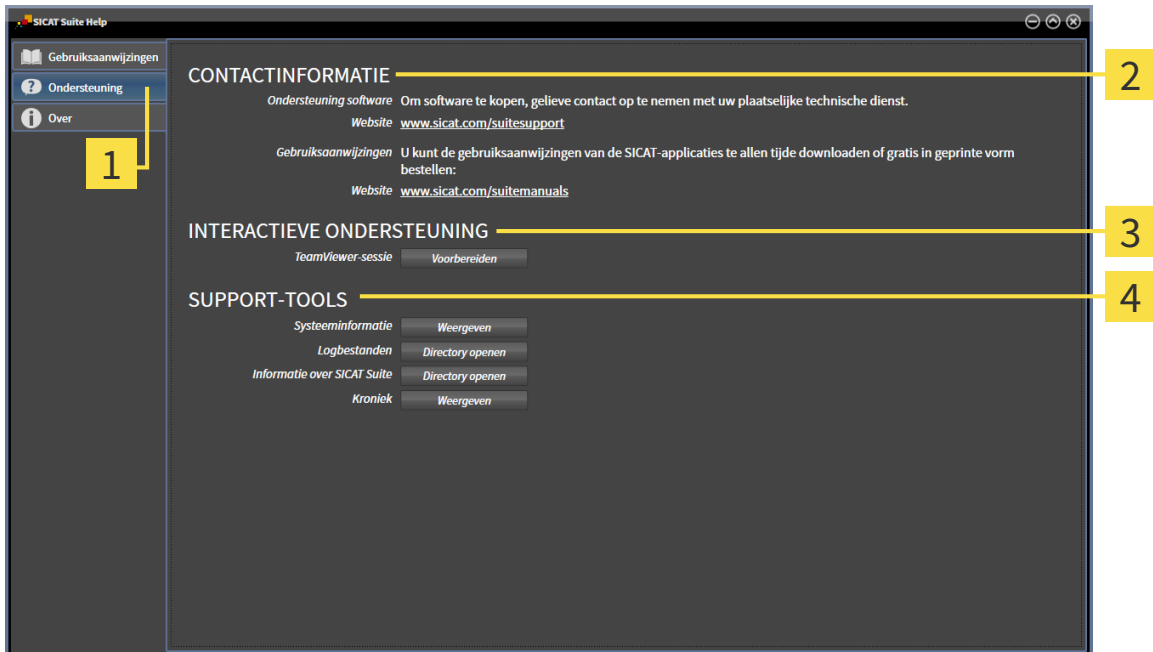 SICAT Suite Help
Gebruiksaanwijzingen
Ondersteuning
Over
1
CONTACTINFORMATIE
2
Ondersteuning software Om software te kopen, gelieve contact op te nemen met uw plaatselijke technische dienst.
Website www.sicat.com/suitesupport
Gebruiksaanwijzingen U kunt de gebruiksaanwijzingen van de SICAT-applicaties te allen tijde downloaden of gratis in geprinte vorm
bestellen:
Website www.sicat.com/suitemanuals
INTERACTIEVE ONDERSTEUNING
3
TeamViewer-sessie Voorbereiden
SUPPORT-TOOLS
4
Systeeminformatie Weergeven
Logbestanden Directory openen
Informatie over SICAT Suite Directory openen
Kroniek Weergeven